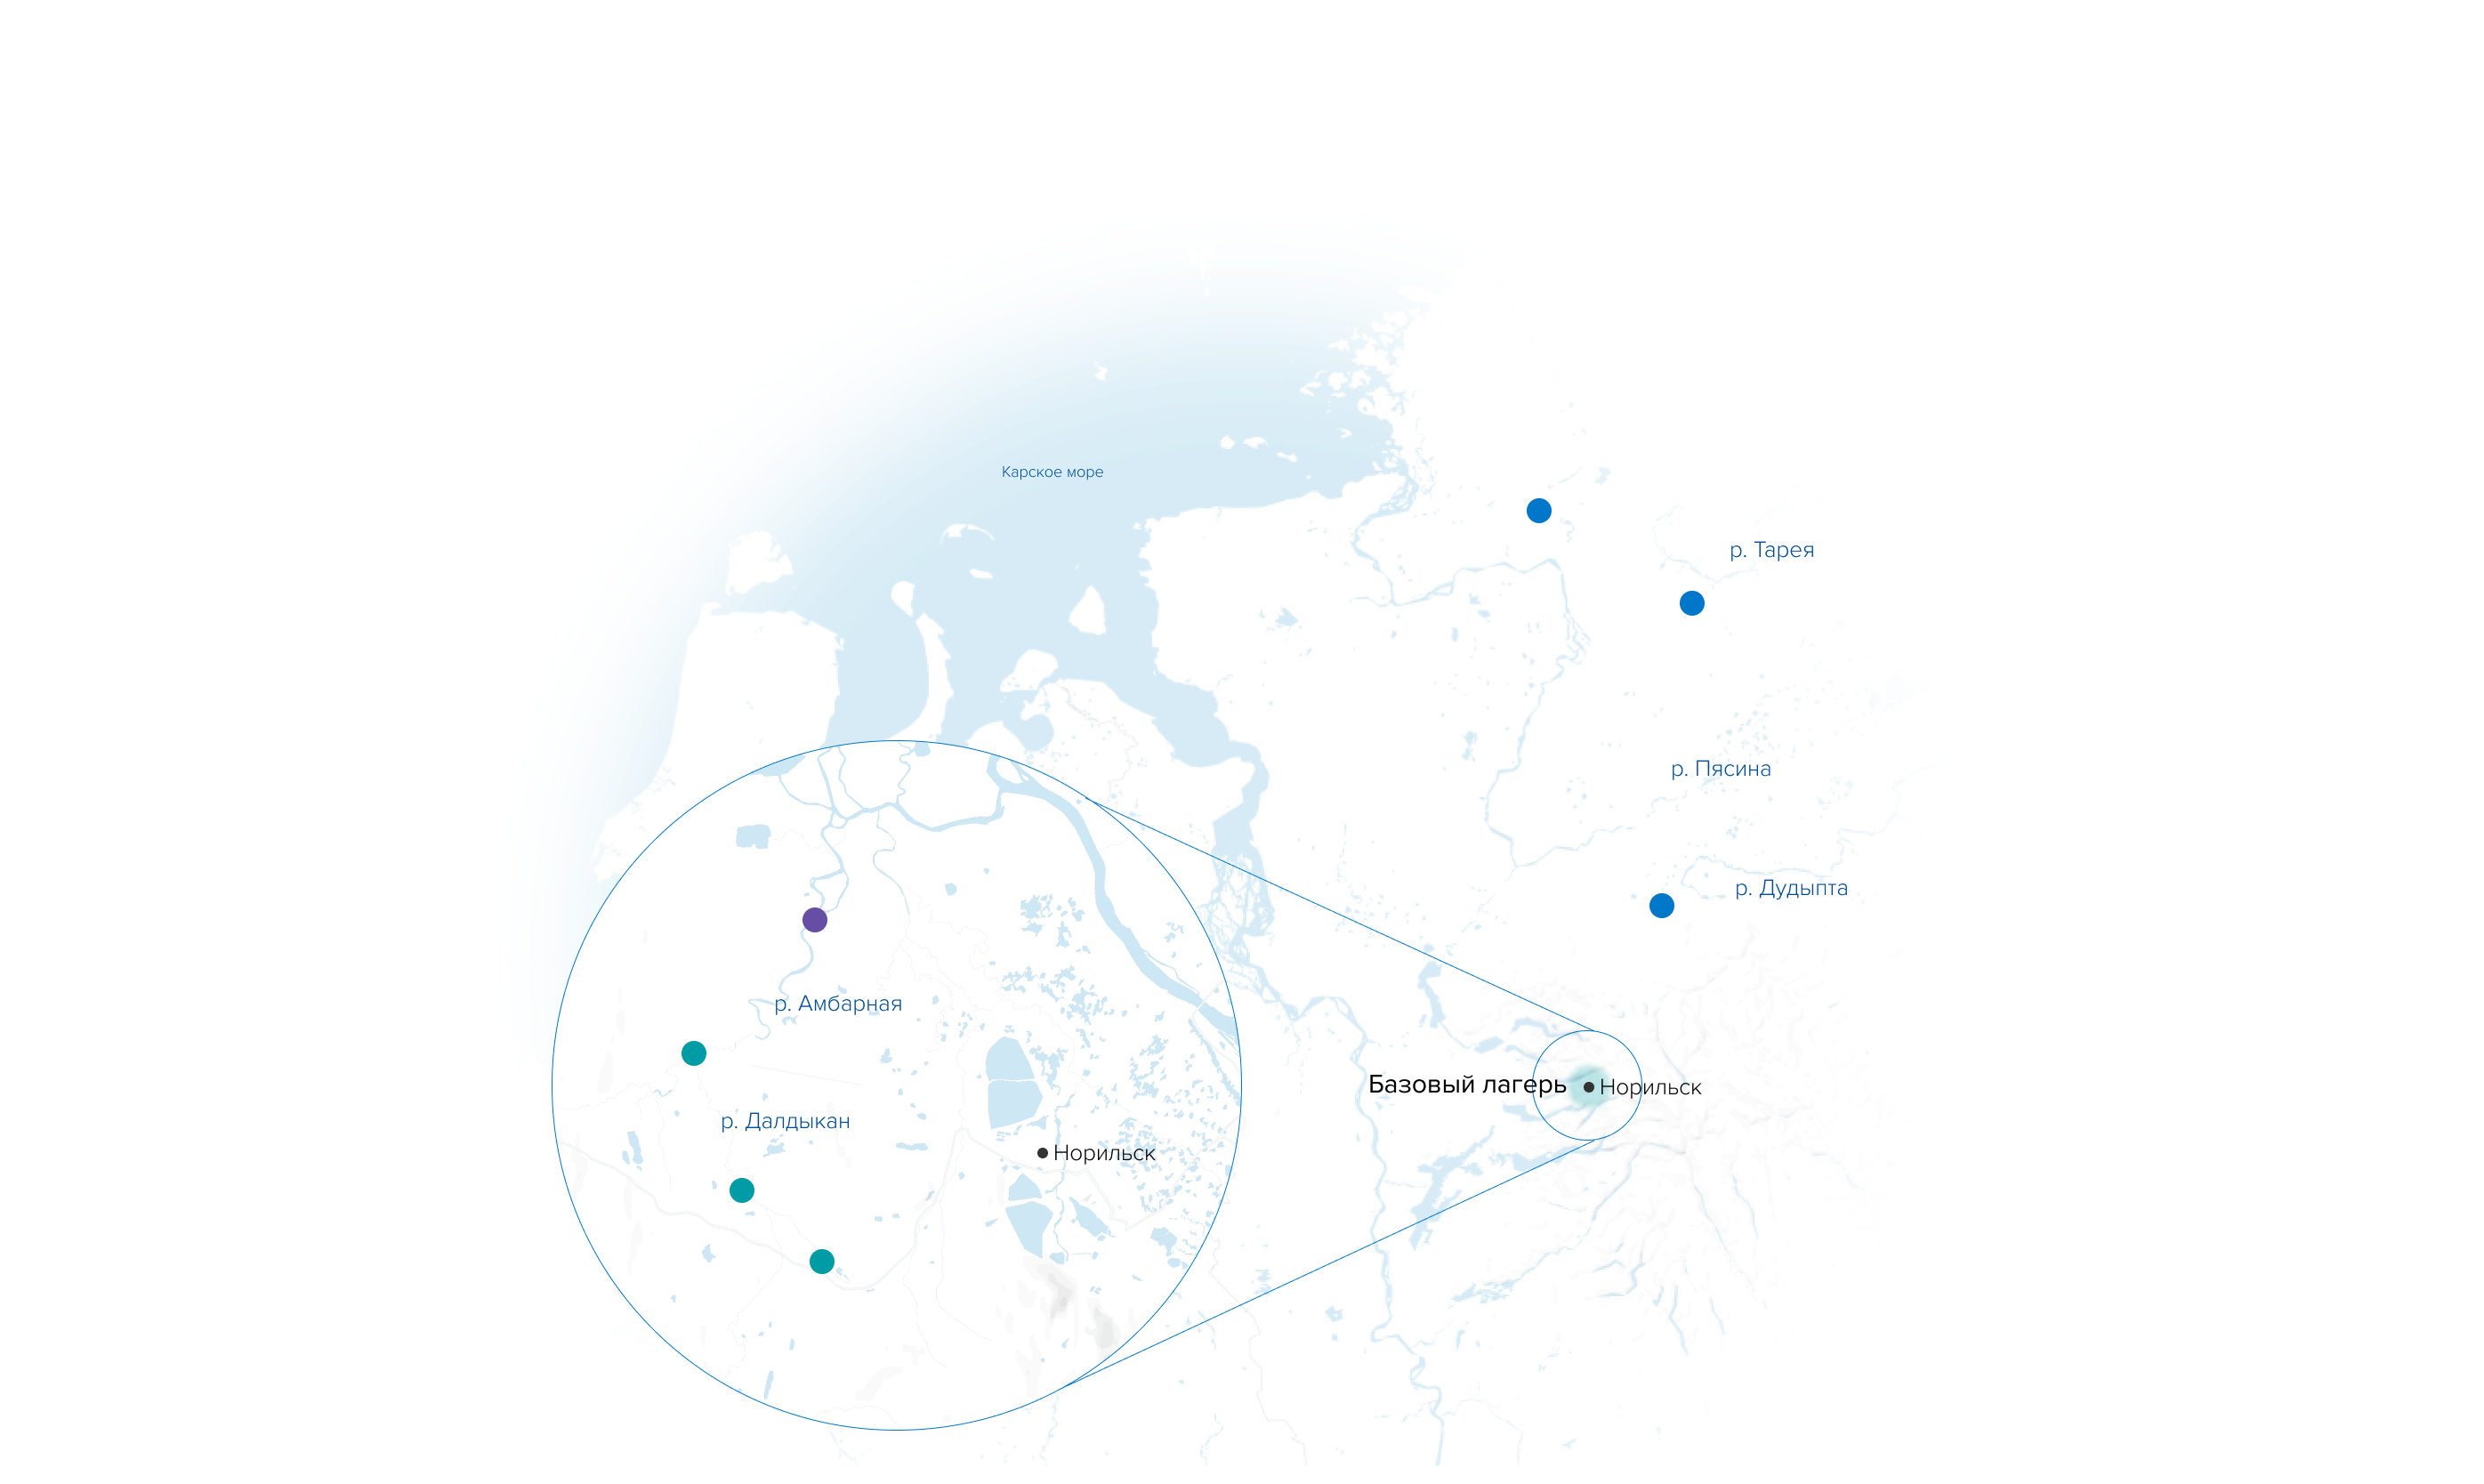 Карское море
р. Тарея
р. Пясина
р. Дудыпта
р. Амбарная
Базовый лагерь
Норильск
р. Далдыкан
Норильск